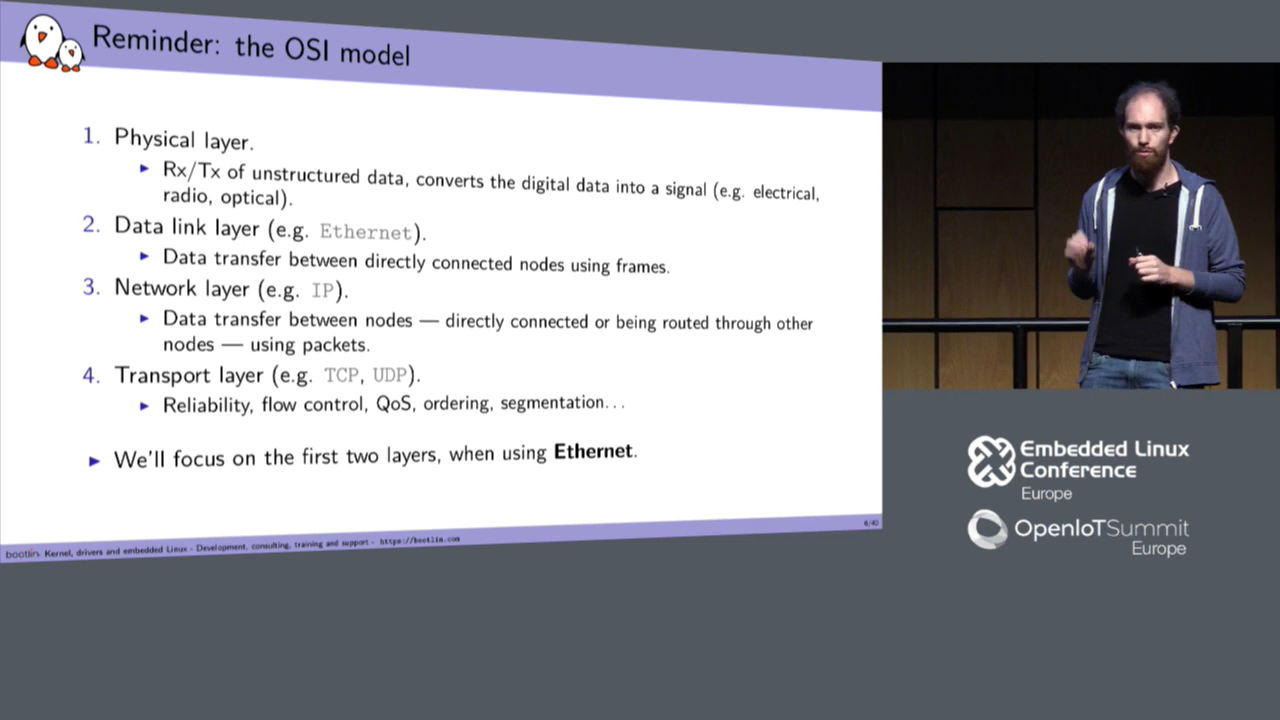 Reminder: the OSI model
1. Physical layer.
▶ Rx/Tx of unstructured data, converts the digital data into a signal (e.g. electrical,
radio, optical).
2. Data link layer (e.g. Ethernet).
▶ Data transfer between directly connected nodes using frames.
3. Network layer (e.g. IP).
▶ Data transfer between nodes — directly connected or being routed through other
nodes — using packets.
4. Transport layer (e.g. TCP, UDP).
▶ Reliability, flow control, QoS, ordering, segmentation...
▶ We'll focus on the first two layers, when using Ethernet.
bootlin - Kernel, drivers and embedded Linux - Development, consulting, training and support - https://bootlin.com
6/40
Embedded Linux
Conference
Europe
OpenIoTSummit
Europe